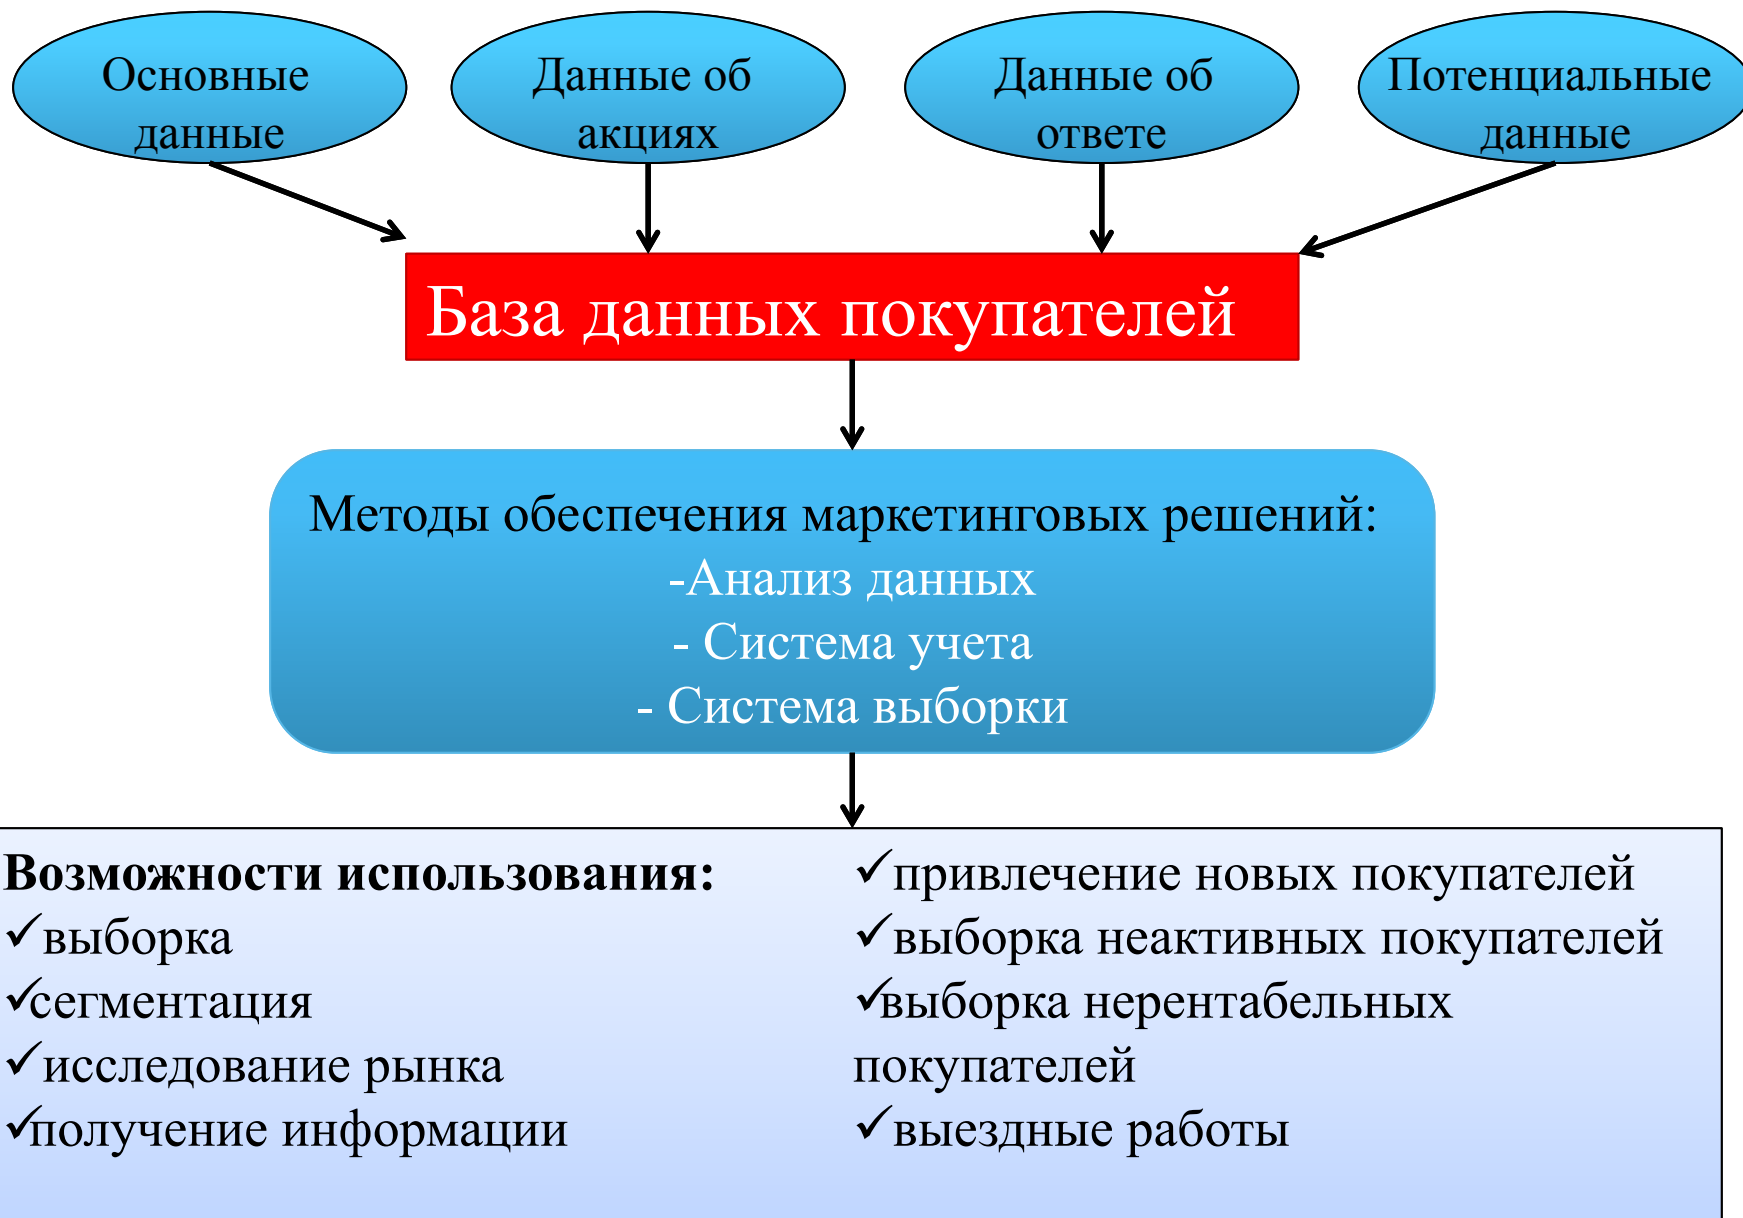 Основные
данные
Данные об
акциях
Данные об
ответе
Потенциальные
данные
База данных покупателей
Методы обеспечения маркетинговых решений:
-Анализ данных
- Система учета
- Система выборки
Возможности использования:
✓выборка
✓сегментация
✓исследование рынка
✓получение информации
✓привлечение новых покупателей
✓выборка неактивных покупателей
✓выборка нерентабельных
покупателей
✓выездные работы